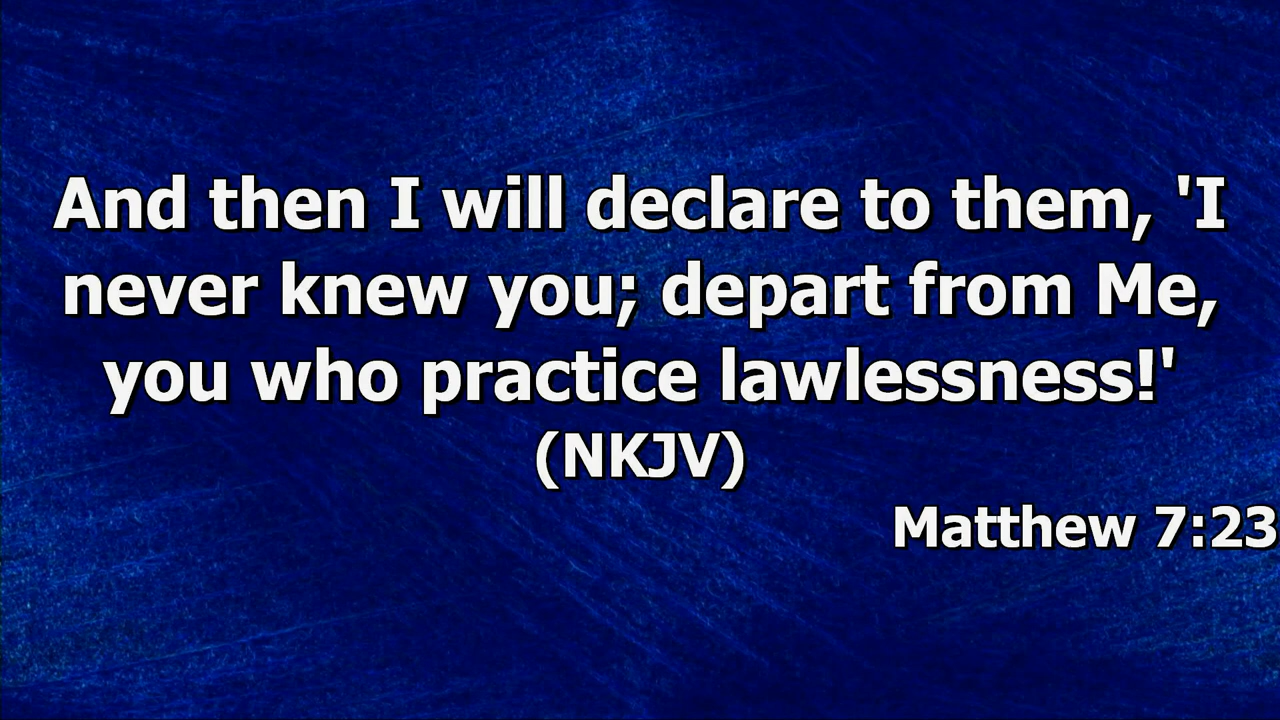 And then I will declare to them, 'I
never knew you; depart from Me,
you who practice lawlessness!'
(NKJV)
Matthew 7:23